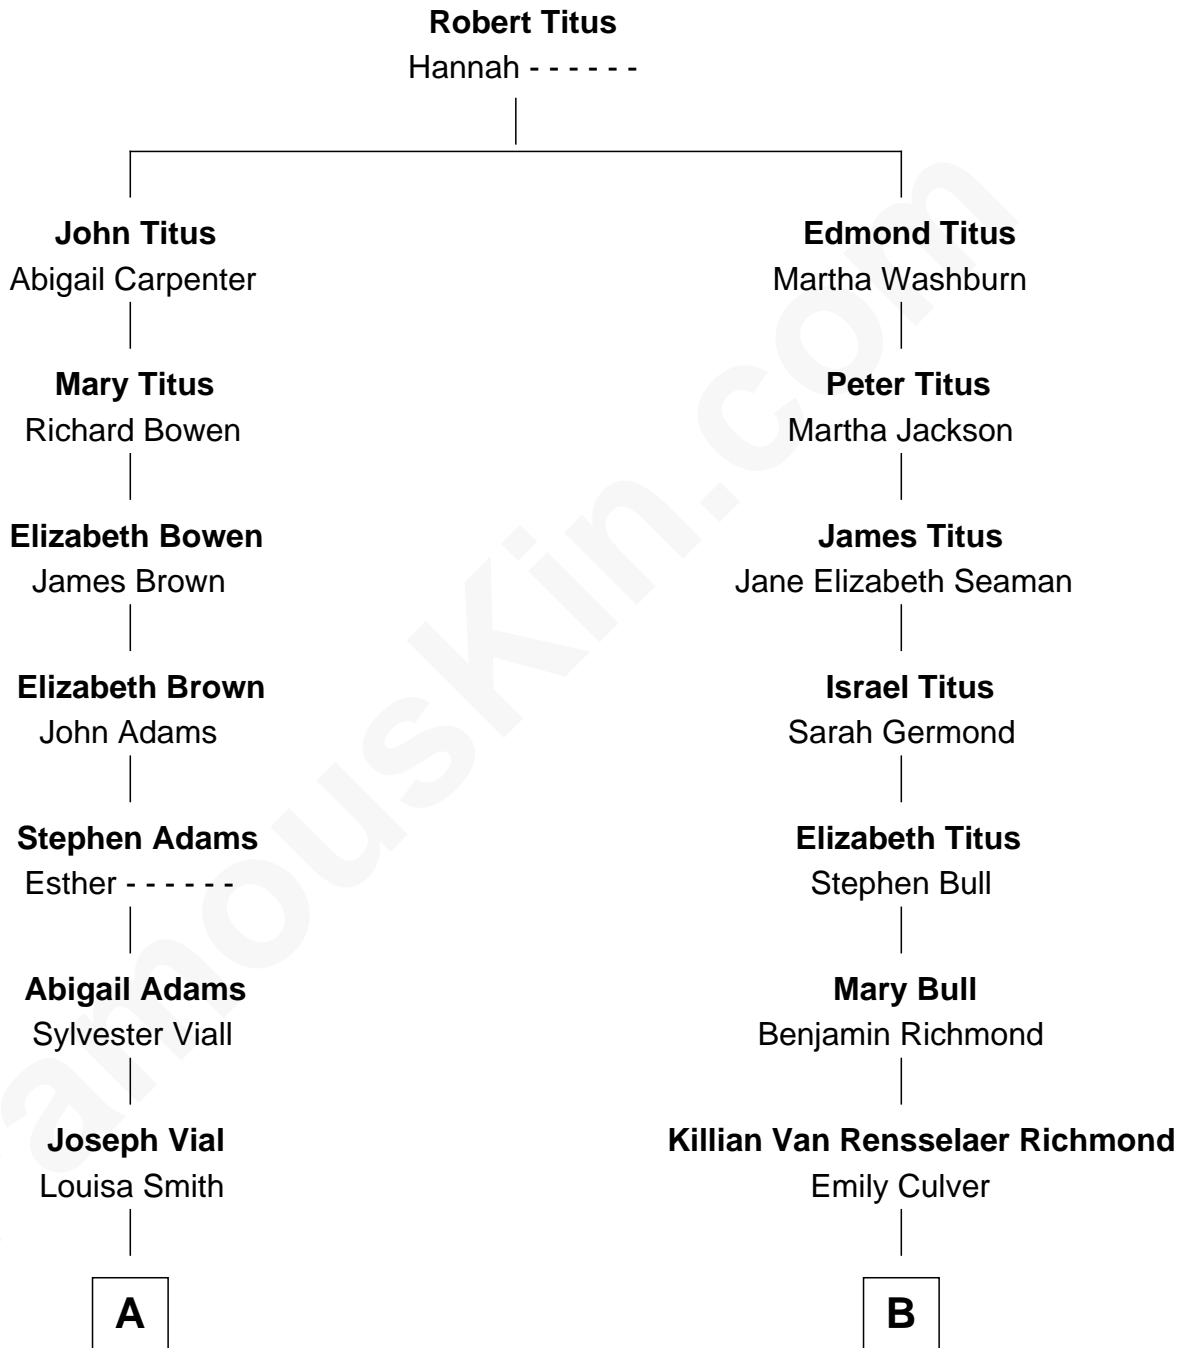 Robert Titus
Hannah - - - - - -
John Titus
Abigail Carpenter
Mary Titus
Richard Bowen
Elizabeth Bowen
James Brown
Elizabeth Brown
John Adams
Stephen Adams
Esther - - - - - -
Abigail Adams
Sylvester Viall
Joseph Vial
Louisa Smith
A
Edmond Titus
Martha Washburn
Peter Titus
Martha Jackson
James Titus
Jane Elizabeth Seaman
Israel Titus
Sarah Germond
Elizabeth Titus
Stephen Bull
Mary Bull
Benjamin Richmond
Killian Van Rensselaer Richmond
Emily Culver
B
amousKin.com